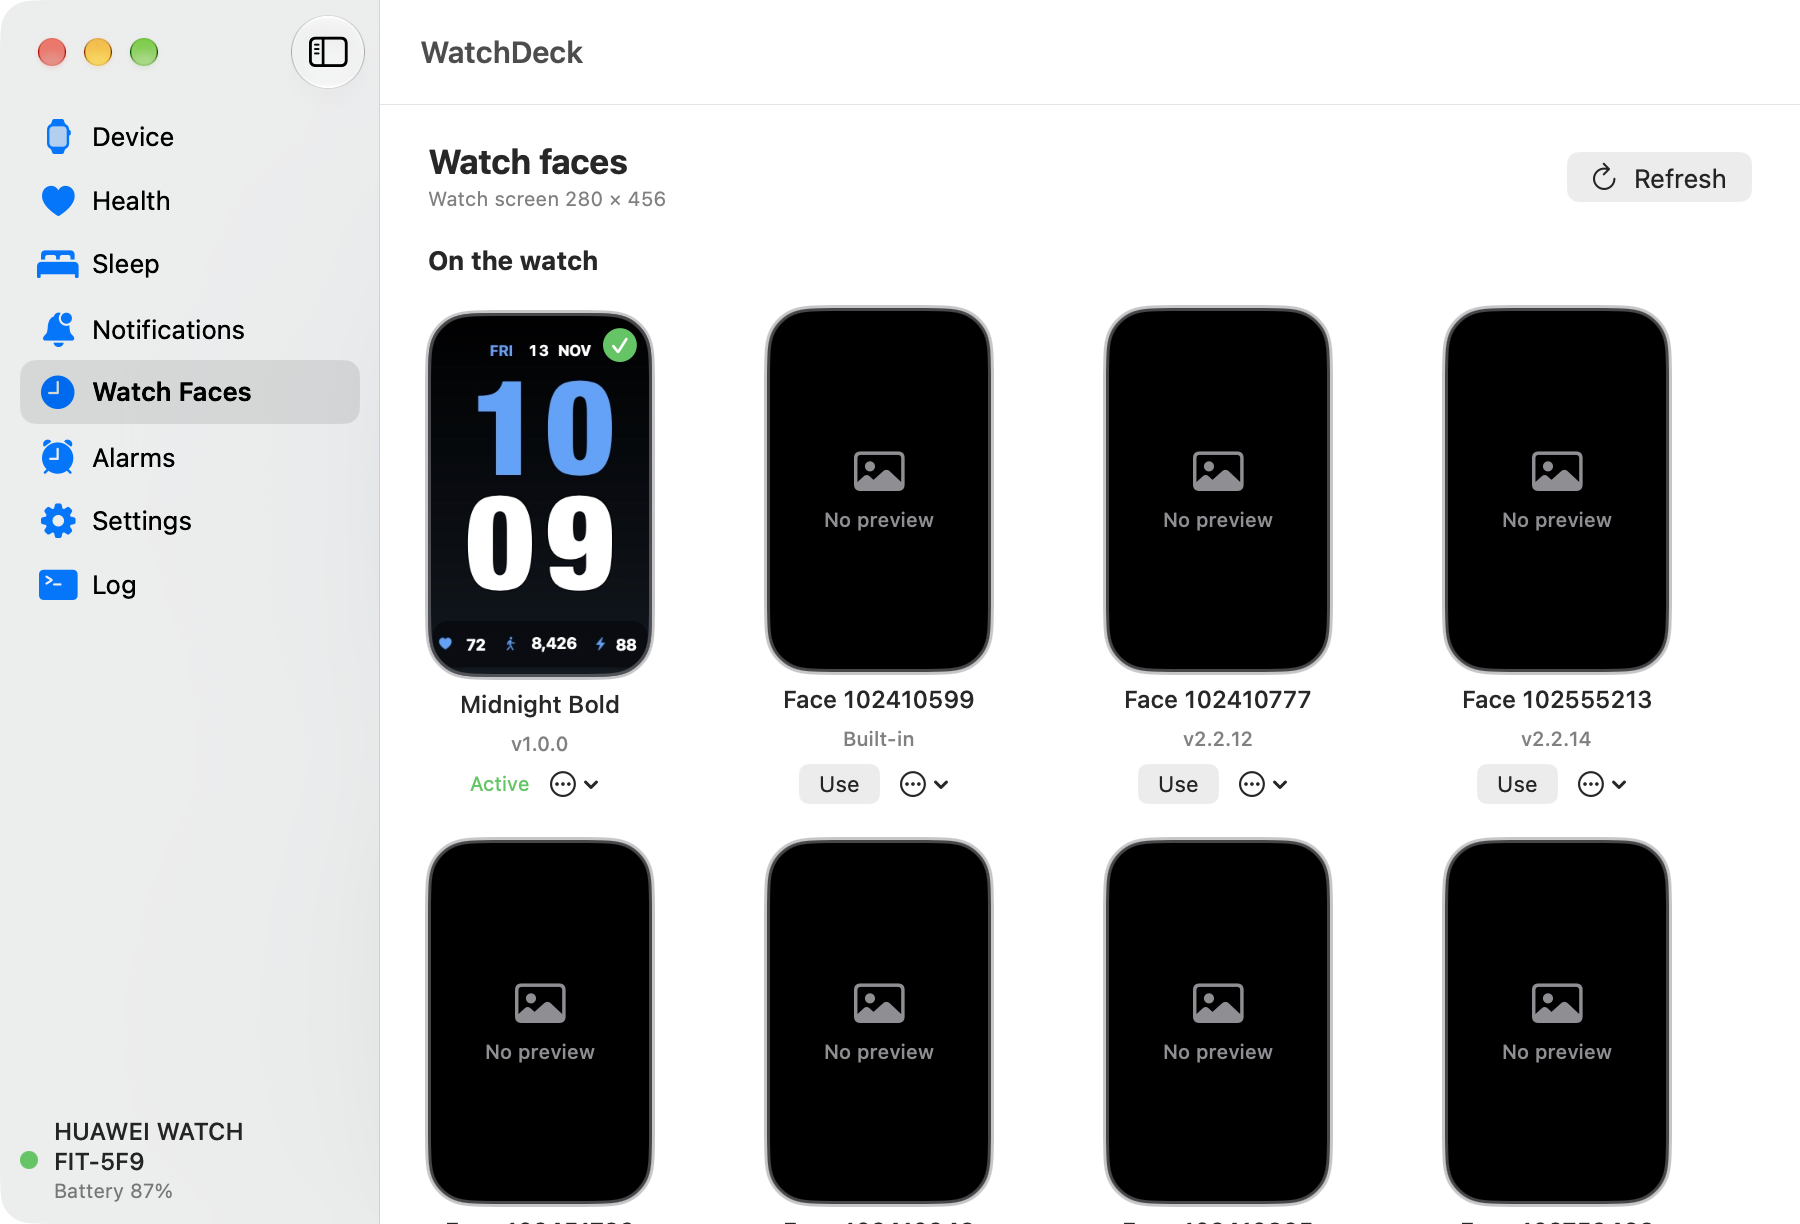 WatchDeck
Device
Health
Sleep
Notifications
Watch Faces
Alarms
Settings
Log
HUAWEI WATCH
FIT-5F9
Battery 87%
Watch faces
Watch screen 280 × 456
Refresh
On the watch
FRI 13 NOV
10
09
72 8,426 88
Midnight Bold
v1.0.0
Active
No preview
Face 102410599
Built-in
Use
No preview
Face 102410777
v2.2.12
Use
No preview
Face 102555213
v2.2.14
Use
No preview
No preview
No preview
No preview